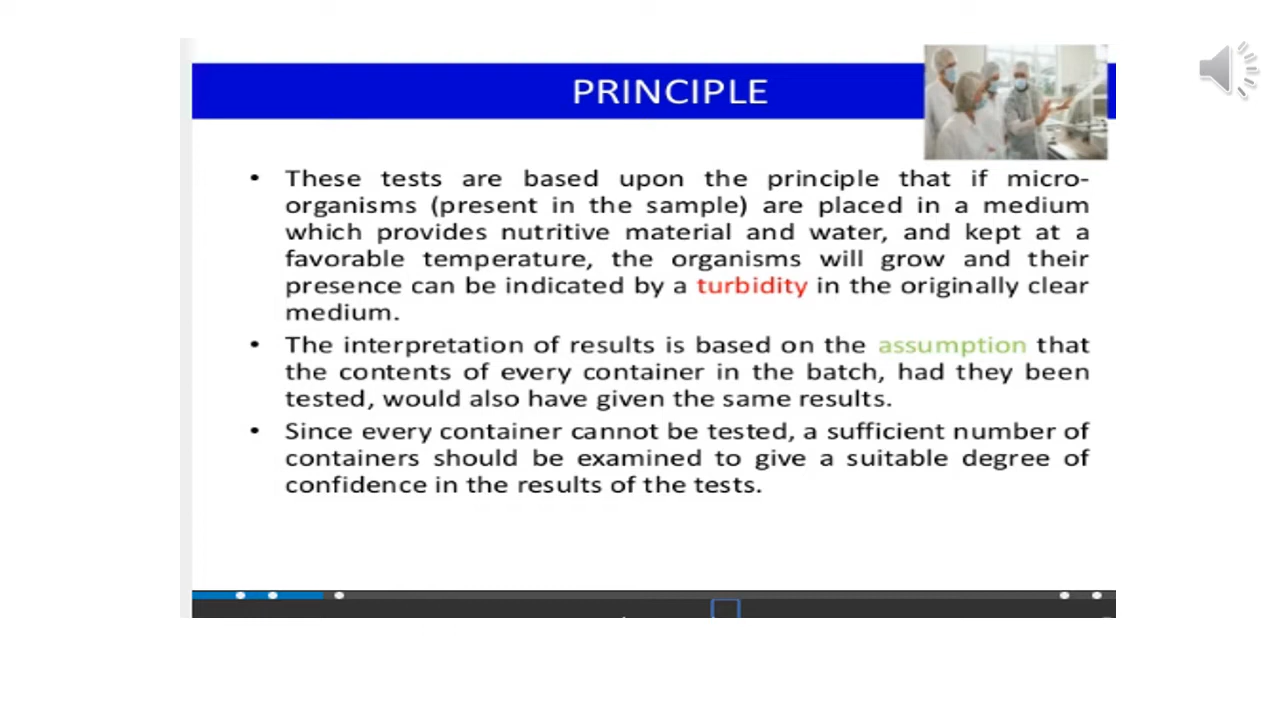 PRINCIPLE
• These tests are based upon the principle that if micro-
organisms (present in the sample) are placed in a medium
which provides nutritive material and water, and kept at a
favorable temperature, the organisms will grow and their
presence can be indicated by a turbidity in the originally clear
medium.
• The interpretation of results is based on the assumption that
the contents of every container in the batch, had they been
tested, would also have given the same results.
• Since every container cannot be tested, a sufficient number of
containers should be examined to give a suitable degree of
confidence in the results of the tests.